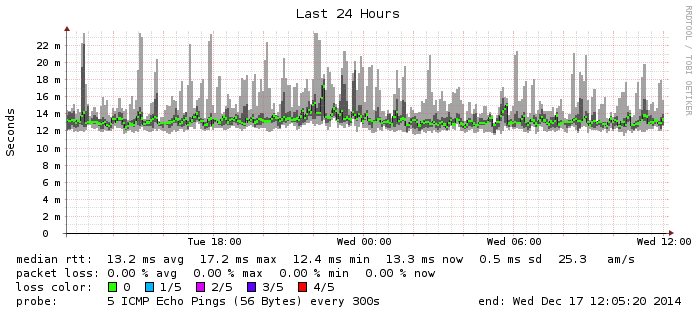 Last 24 Hours
RRDTOOL / TOBI OETIKER
Seconds
22 m
20 m
18 m
16 m
14 m
12 m
10 m
8 m
6 m
4 m
2 m
0
Tue 18:00 Wed 00:00 Wed 06:00 Wed 12:00
median rtt: 13.2 ms avg 17.2 ms max 12.4 ms min 13.3 ms now 0.5 ms sd 25.3 am/s
packet loss: 0.00 % avg 0.00 % max 0.00 % min 0.00 % now
loss color: 0 1/5 2/5 3/5 4/5
probe: 5 ICMP Echo Pings (56 Bytes) every 300s end: Wed Dec 17 12:05:20 2014